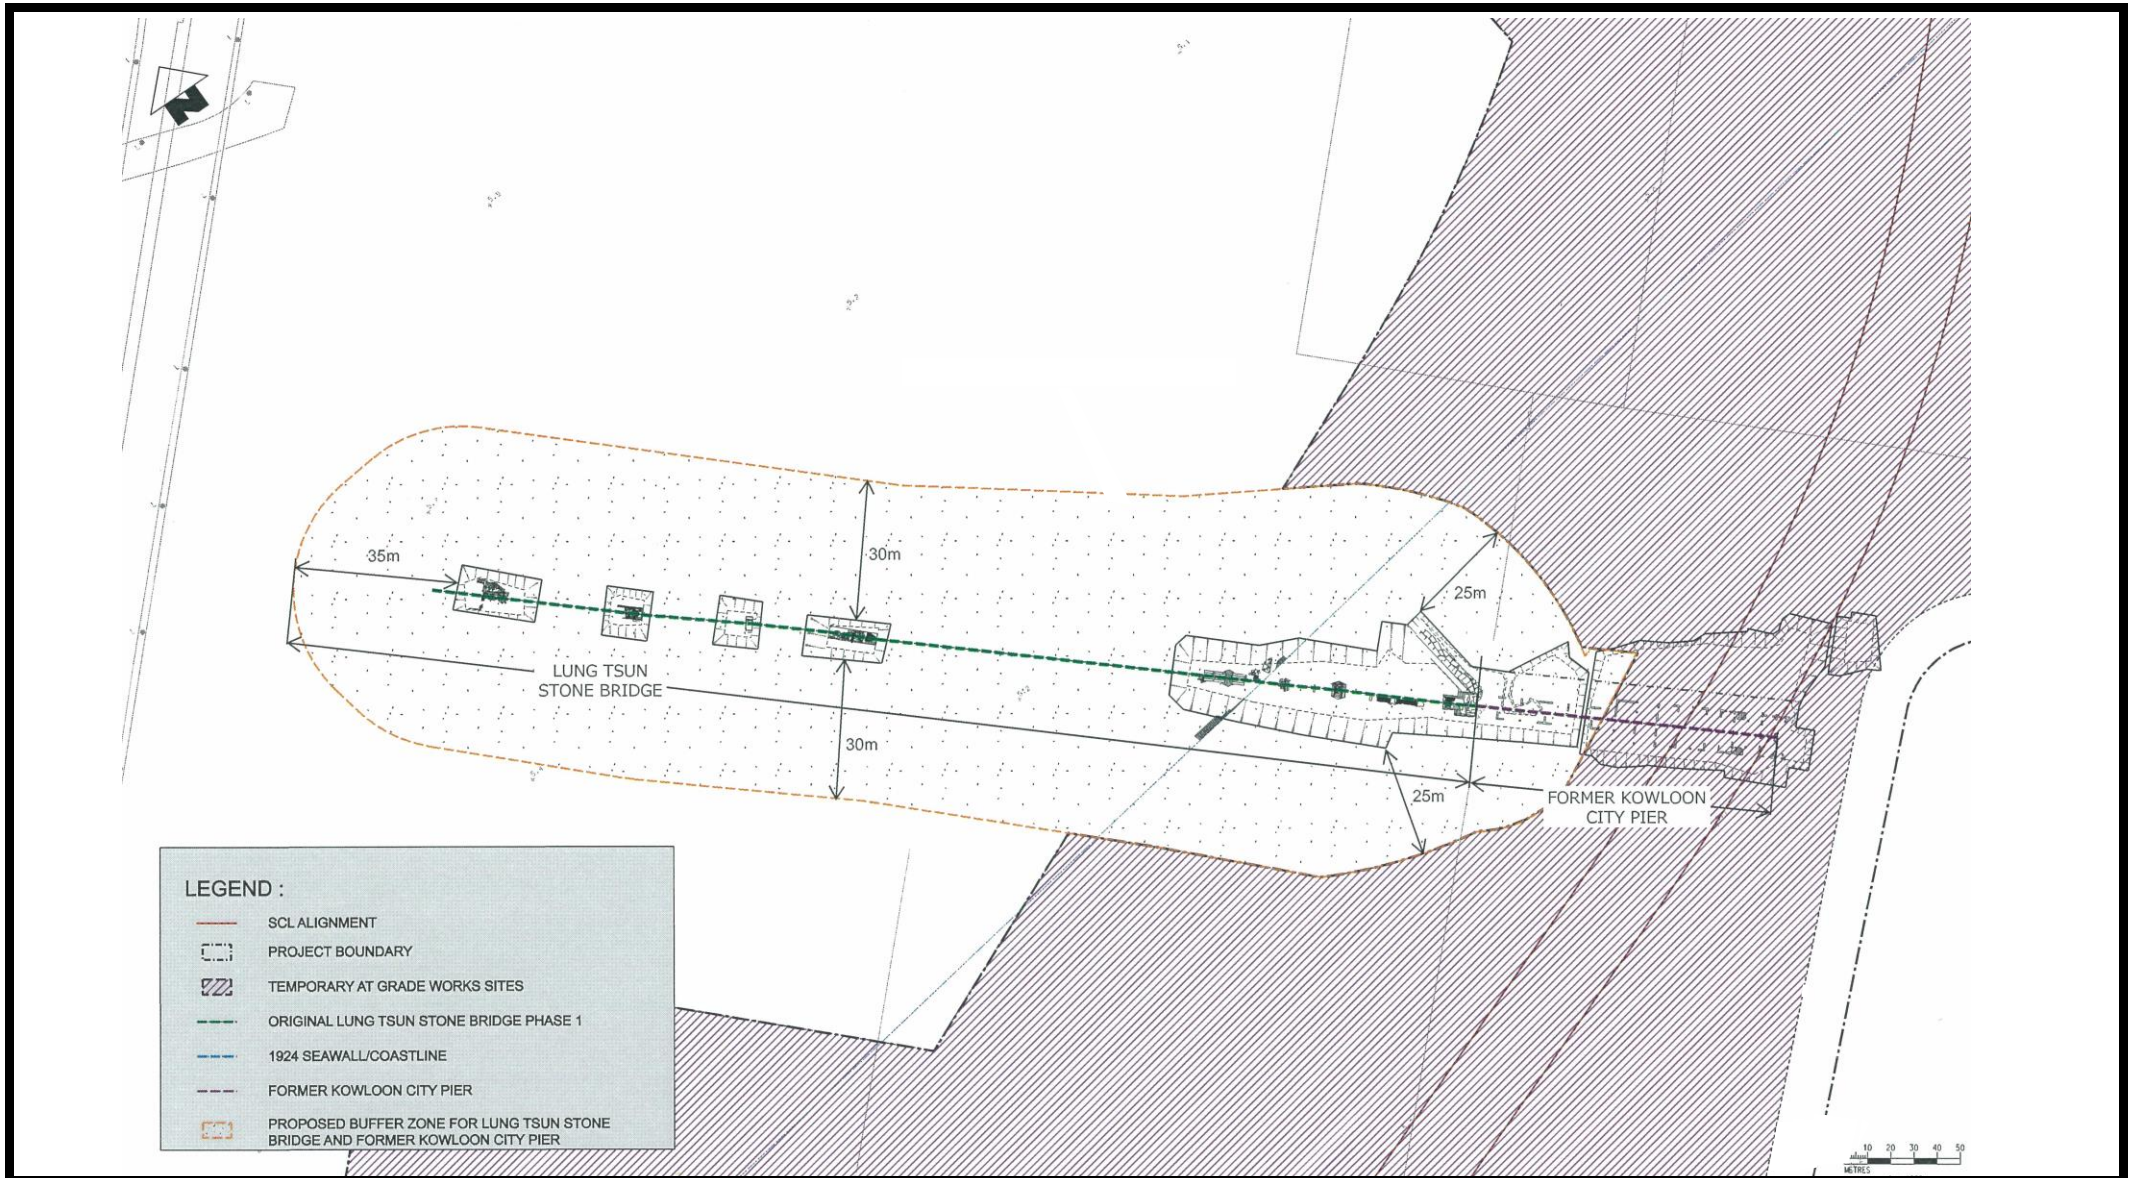 N
35m
30m
25m
LUNG TSUN
STONE BRIDGE
30m
25m
FORMER KOWLOON
CITY PIER
LEGEND :
SCL ALIGNMENT
PROJECT BOUNDARY
TEMPORARY AT GRADE WORKS SITES
ORIGINAL LUNG TSUN STONE BRIDGE PHASE 1
1924 SEAWALL/COASTLINE
FORMER KOWLOON CITY PIER
PROPOSED BUFFER ZONE FOR LUNG TSUN STONE
BRIDGE AND FORMER KOWLOON CITY PIER
10 20 30 40 50
METRES